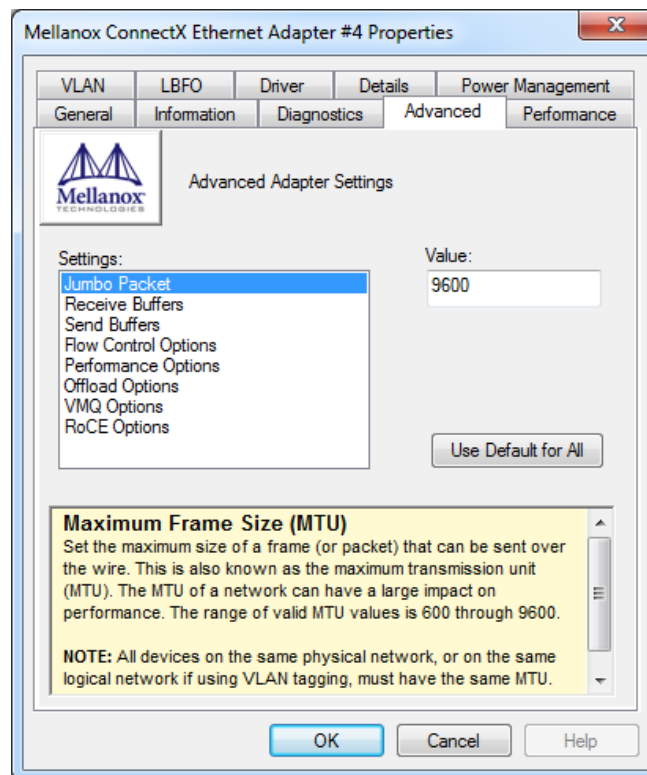 Mellanox ConnectX Ethernet Adapter #4 Properties
VLAN
LBFO
Driver
Details
Power Management
General
Information
Diagnostics
Advanced
Performance
Mellanox
TECHNOLOGIES
Advanced Adapter Settings
Settings:
Value:
Jumbo Packet
9600
Receive Buffers
Send Buffers
Flow Control Options
Performance Options
Offload Options
VMQ Options
RoCE Options
Use Default for All
Maximum Frame Size (MTU)
Set the maximum size of a frame (or packet) that can be sent over
the wire. This is also known as the maximum transmission unit
(MTU). The MTU of a network can have a large impact on
performance. The range of valid MTU values is 600 through 9600.
NOTE: All devices on the same physical network, or on the same
logical network if using VLAN tagging, must have the same MTU.
OK
Cancel
Help